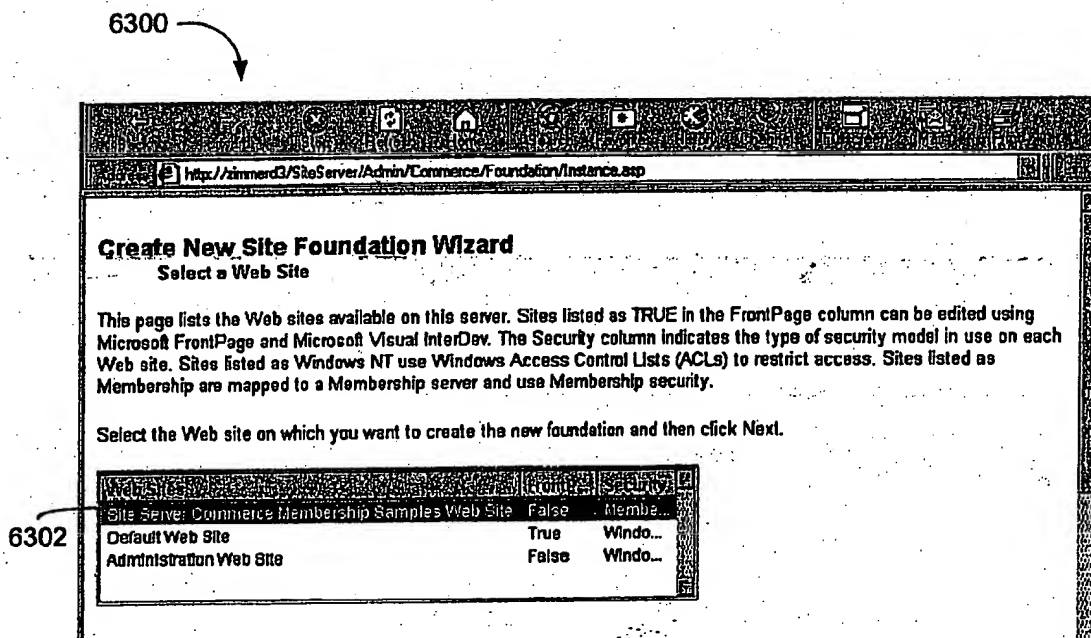 6300
http://zimmerd3/SiteServer/Admin/Commerce/Foundation/Instance.asp
Create New Site Foundation Wizard
Select a Web Site
This page lists the Web sites available on this server. Sites listed as TRUE in the FrontPage column can be edited using
Microsoft FrontPage and Microsoft Visual InterDev. The Security column indicates the type of security model in use on each
Web site. Sites listed as Windows NT use Windows Access Control Lists (ACLs) to restrict access. Sites listed as
Membership are mapped to a Membership server and use Membership security.
Select the Web site on which you want to create the new foundation and then click Next.
Web Sites FrontP... Security
Site Server Commerce Membership Samples Web Site False Membe...
6302
Default Web Site True Windo...
Administration Web Site False Windo...